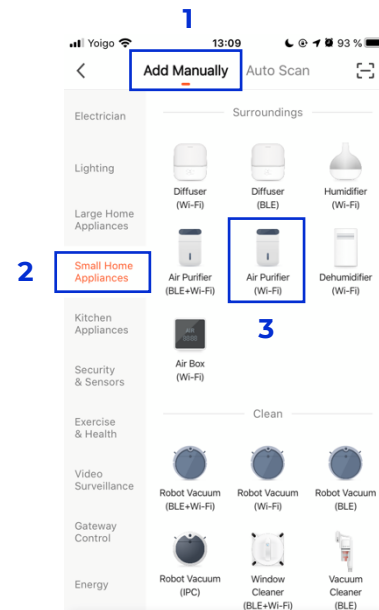 1
Yoigo 13:09 93 %
Add Manually Auto Scan
Electrician
Lighting
Large Home
Appliances
2
Small Home
Appliances
Kitchen
Appliances
Security
& Sensors
Exercise
& Health
Video
Surveillance
Gateway
Control
Energy
Surroundings
Diffuser
(Wi-Fi)
Diffuser
(BLE)
Humidifier
(Wi-Fi)
Air Purifier
(BLE+Wi-Fi)
Air Purifier
(Wi-Fi)
Dehumidifier
(Wi-Fi)
3
Air Box
(Wi-Fi)
Clean
Robot Vacuum
(BLE+Wi-Fi)
Robot Vacuum
(Wi-Fi)
Robot Vacuum
(BLE)
Robot Vacuum
(IPC)
Window
Cleaner
(BLE+Wi-Fi)
Vacuum
Cleaner
(BLE)